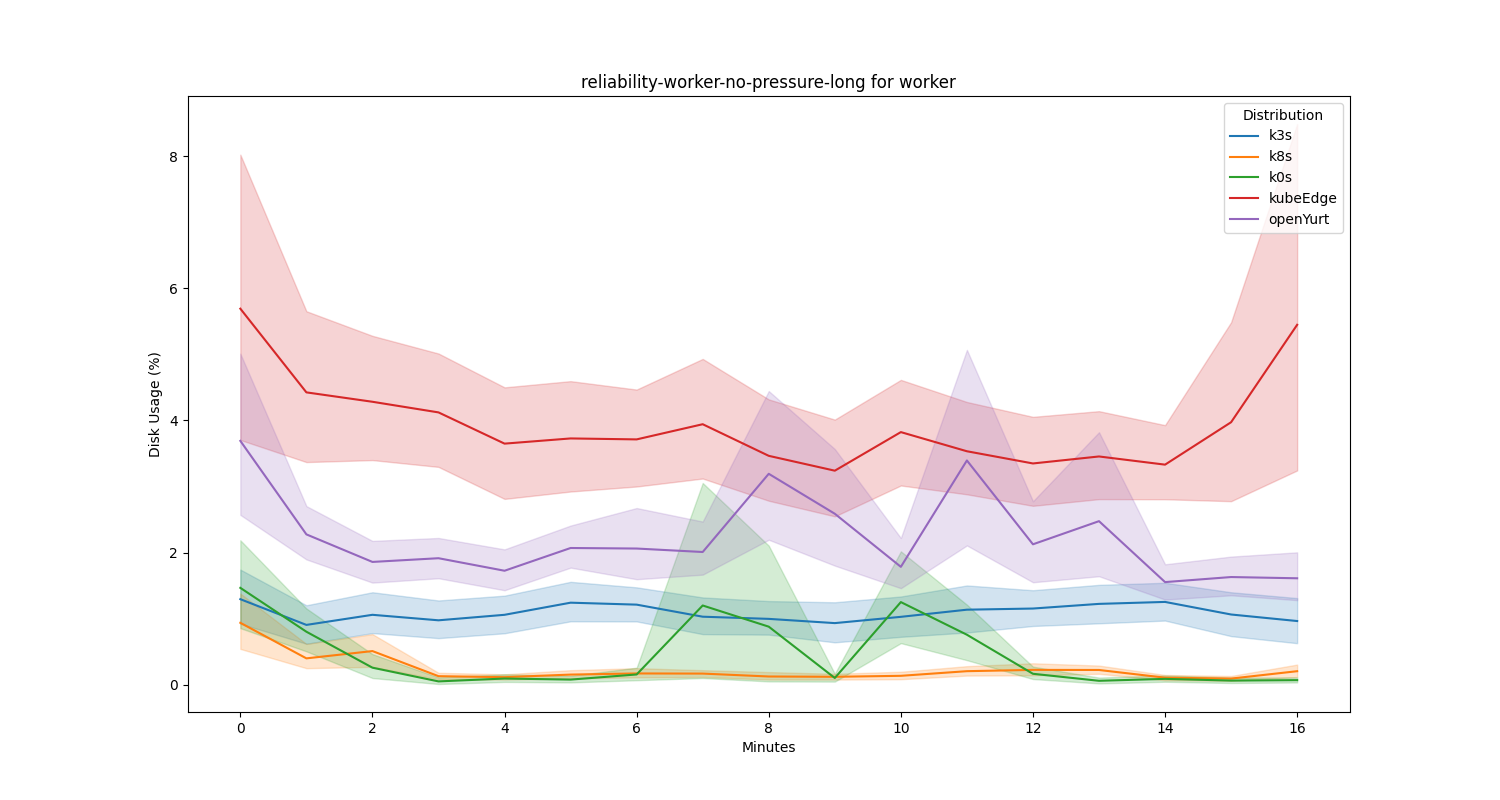 reliability-worker-no-pressure-long for worker
Distribution
k3s
k8s
k0s
kubeEdge
openYurt
Disk Usage (%)
8
6
4
2
0
0 2 4 6 8 10 12 14 16
Minutes